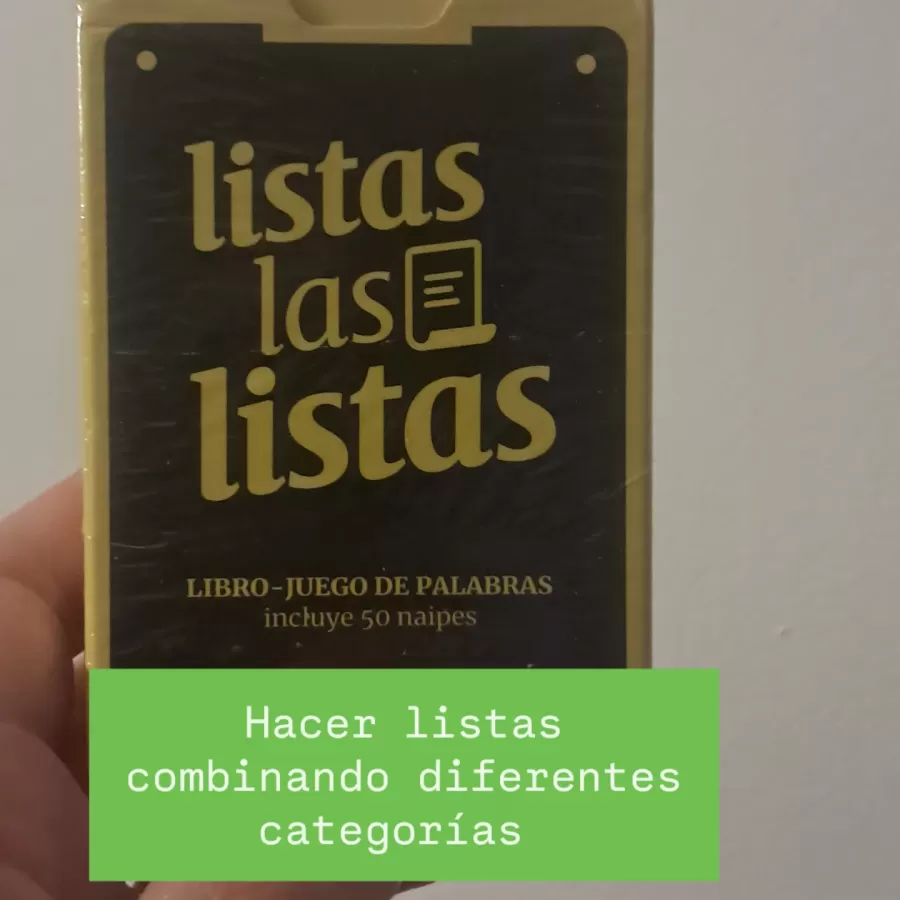 listas
las
listas
LIBRO-JUEGO DE PALABRAS
incluye 50 naipes
Hacer listas
combinando diferentes
categorías